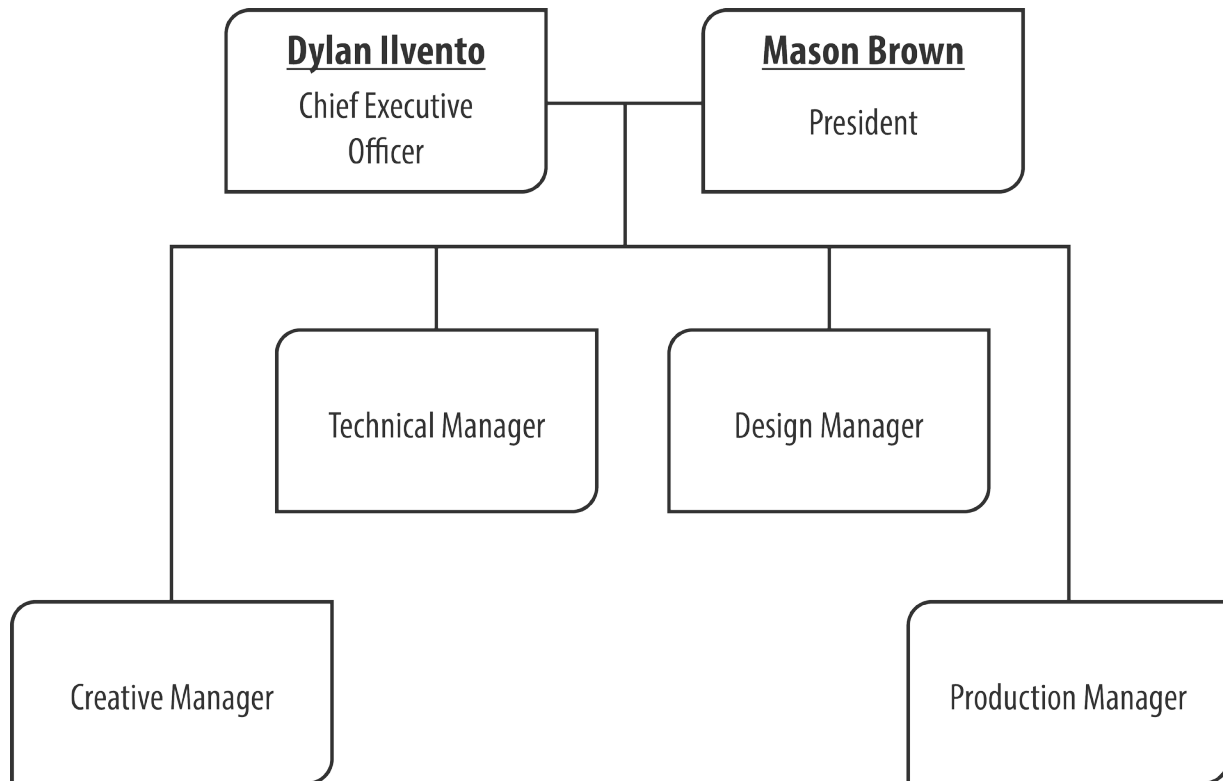 Dylan Ilvento
Chief Executive
Officer
Mason Brown
President
Technical Manager
Design Manager
Creative Manager
Production Manager